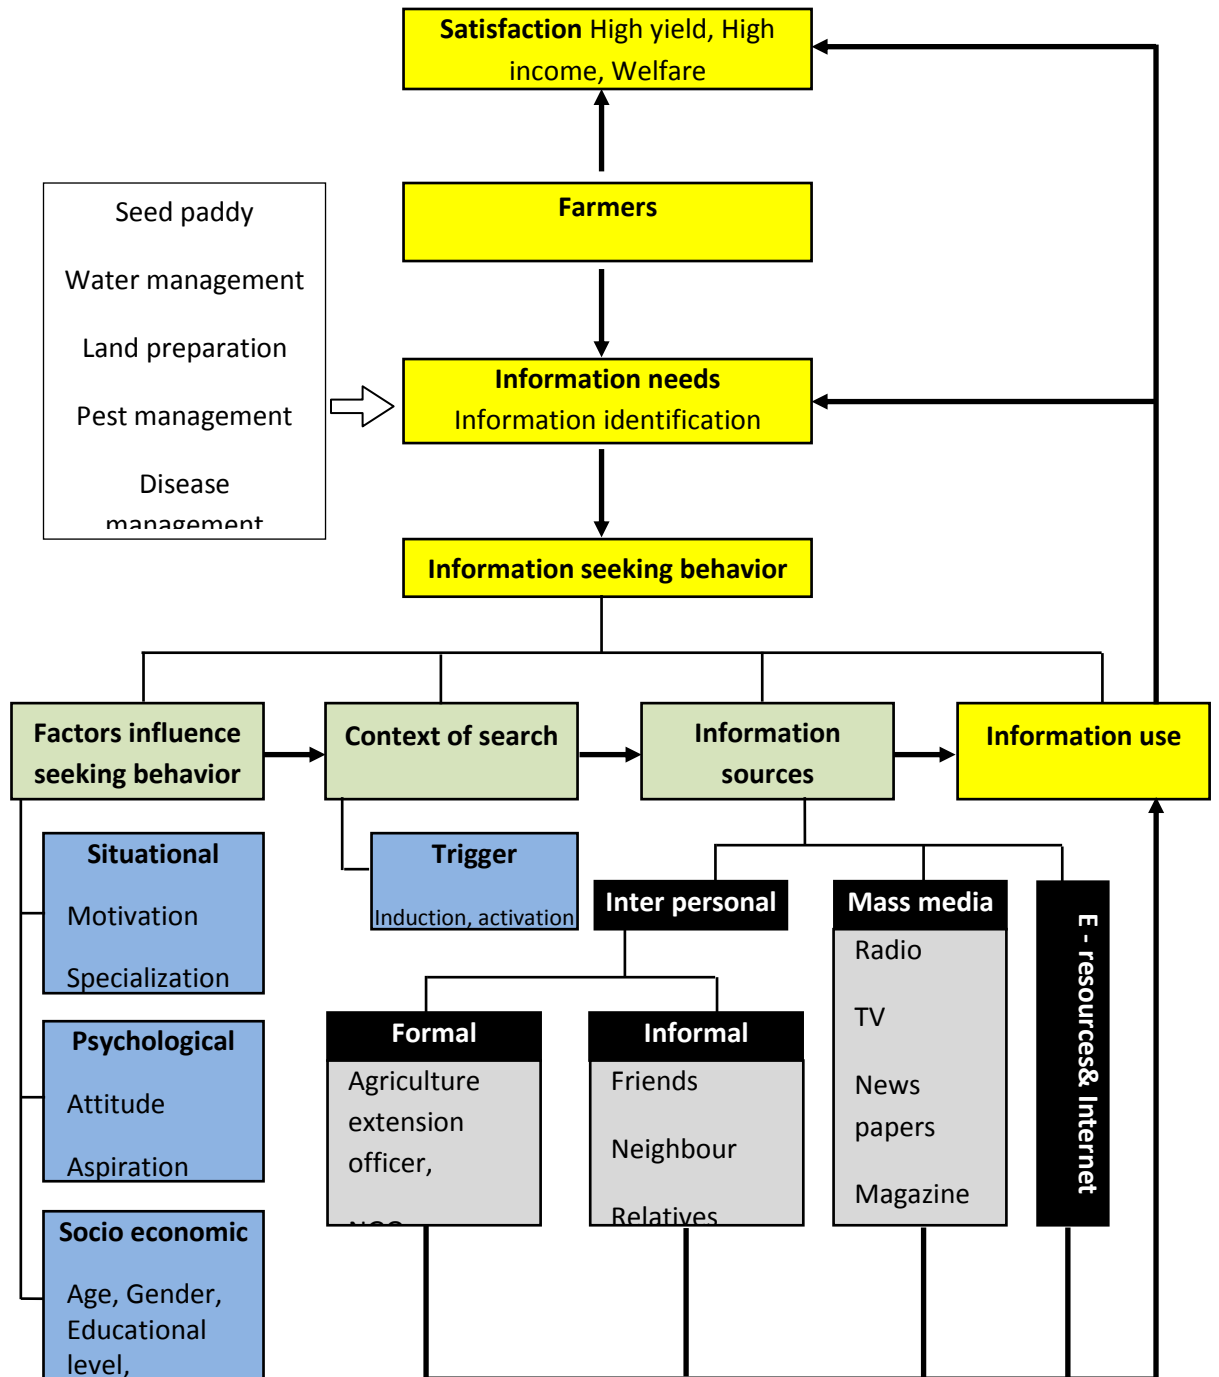 Satisfaction High yield, High
income, Welfare
Farmers
Seed paddy
Water management
Land preparation
Pest management
Disease
management
Information needs
Information identification
Information seeking behavior
Factors influence
seeking behavior
Context of search
Information
sources
Information use
Situational
Motivation
Specialization
Psychological
Attitude
Aspiration
Socio economic
Age, Gender,
Educational
level,
Trigger
Induction, activation
Inter personal
Formal
Agriculture
extension
officer,
Informal
Friends
Neighbour
Relatives
Mass media
Radio
TV
News
papers
Magazine
E - resources& Internet